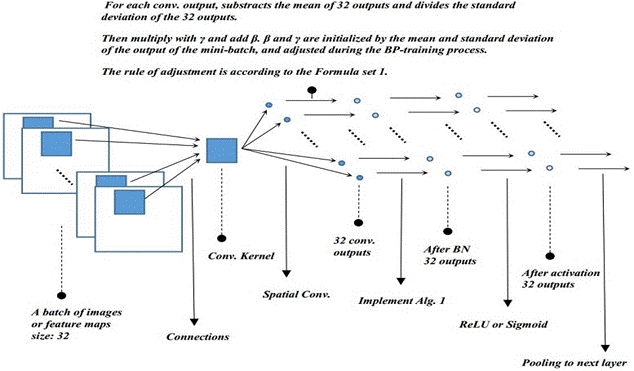 For each conv. output, substracts the mean of 32 outputs and divides the standard
deviation of the 32 outputs.
Then multiply with γ and add β. β and γ are initialized by the mean and standard deviation
of the output of the mini-batch, and adjusted during the BP-training process.
The rule of adjustment is according to the Formula set 1.
A batch of images
or feature maps
size: 32
Connections
Conv. Kernel
Spatial Conv.
32 conv.
outputs
Implement Alg. 1
After BN
32 outputs
ReLU or Sigmoid
After activation
32 outputs
Pooling to next layer